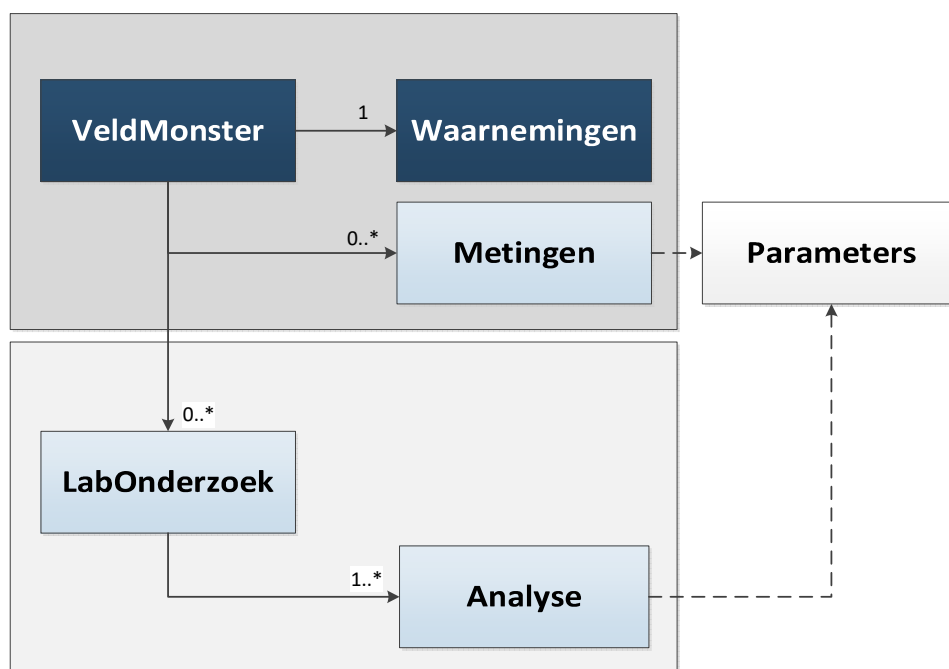 VeldMonster
1
Waarnemingen
0..*
Metingen
Parameters
0..*
LabOnderzoek
1..*
Analyse